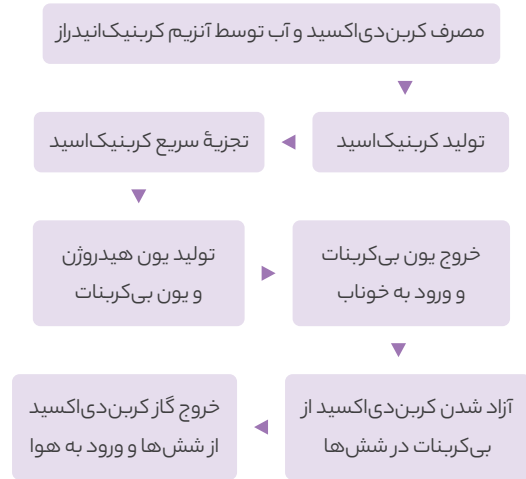 مصرف کربن‌دی‌اکسید و آب توسط آنزیم کربنیک‌انیدراز
تولید کربنیک‌اسید
تجزیهٔ سریع کربنیک‌اسید
تولید یون هیدروژن
و یون بی‌کربنات
خروج یون بی‌کربنات
و ورود به خوناب
آزاد شدن کربن‌دی‌اکسید از
بی‌کربنات در شش‌ها
خروج گاز کربن‌دی‌اکسید
از شش‌ها و ورود به هوا